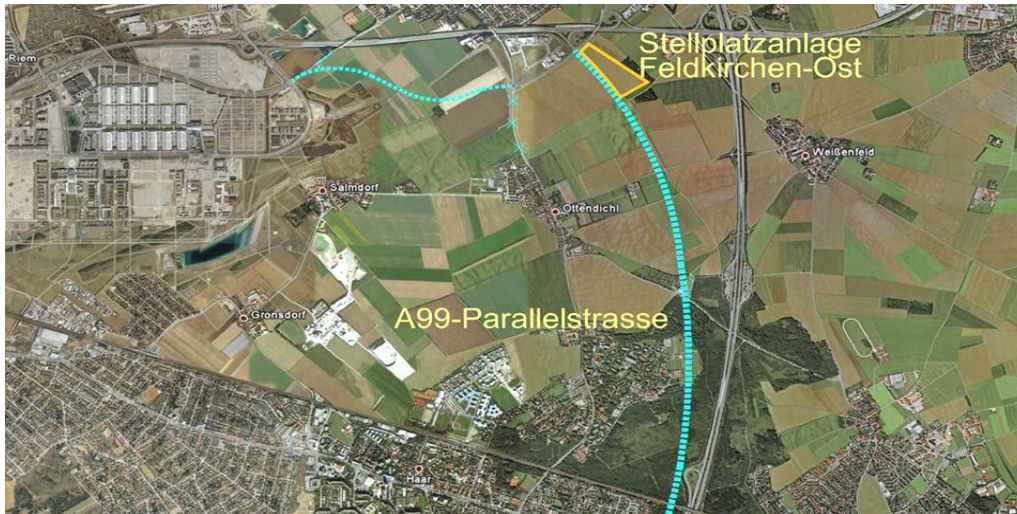 Stellplatzanlage
Feldkirchen-Ost
Riem
Weißenfeld
Salmdorf
Ottendichl
Gronsdorf
A99-Parallelstrasse
Haar